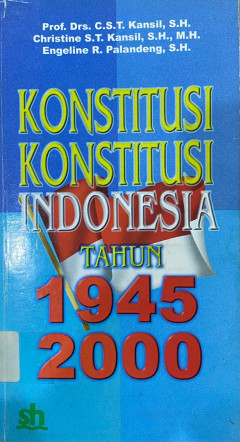 Prof. Drs. C.S.T. Kansil, S.H.
Christine S.T. Kansil, S.H., M.H.
Engeline R. Palandeng, S.H.
KONSTITUSI
KONSTITUSI
INDONESIA
TAHUN
1945
2000
sh